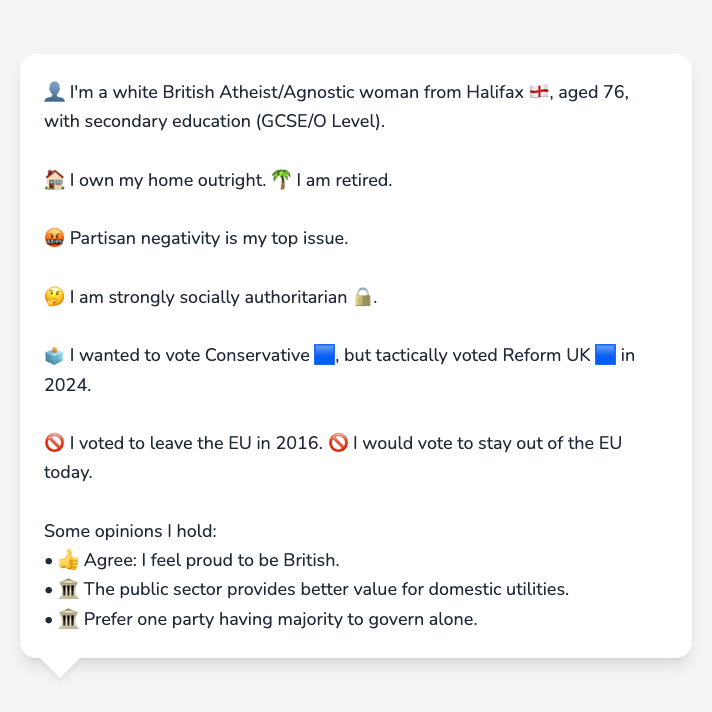 👤 I'm a white British Atheist/Agnostic woman from Halifax 🏴󠁧󠁢󠁥󠁮󠁧󠁿, aged 76,
with secondary education (GCSE/O Level).
🏠 I own my home outright. 🌴 I am retired.
🤬 Partisan negativity is my top issue.
🤔 I am strongly socially authoritarian 🔒.
🗳️ I wanted to vote Conservative 🟦, but tactically voted Reform UK 🟦 in
2024.
🚫 I voted to leave the EU in 2016. 🚫 I would vote to stay out of the EU
today.
Some opinions I hold:
• 👍 Agree: I feel proud to be British.
• 🏛️ The public sector provides better value for domestic utilities.
• 🏛️ Prefer one party having majority to govern alone.